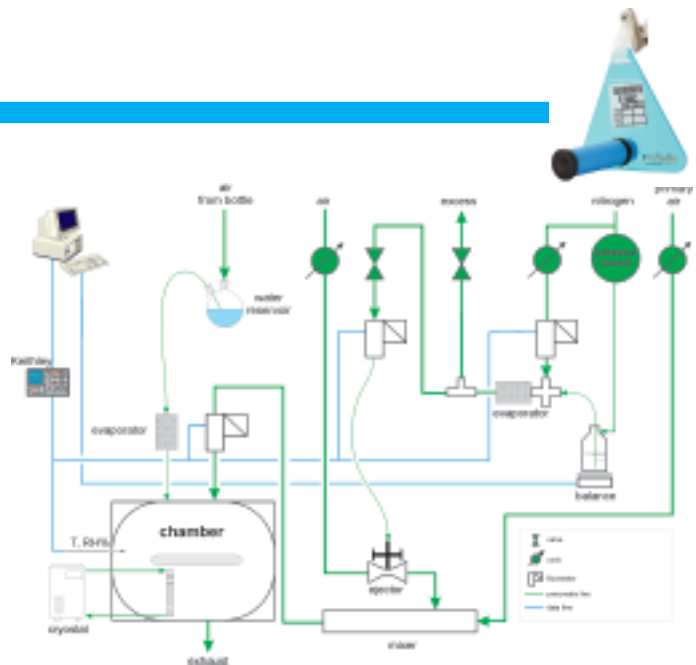 air
from bottle
air
excess
nitrogen
primary
air
water
reservoir
Keithley
evaporator
evaporator
balance
chamber
T, RH%
cryostat
ejector
mixer
exhaust
valve
flowmeter
pneumatic line
data line